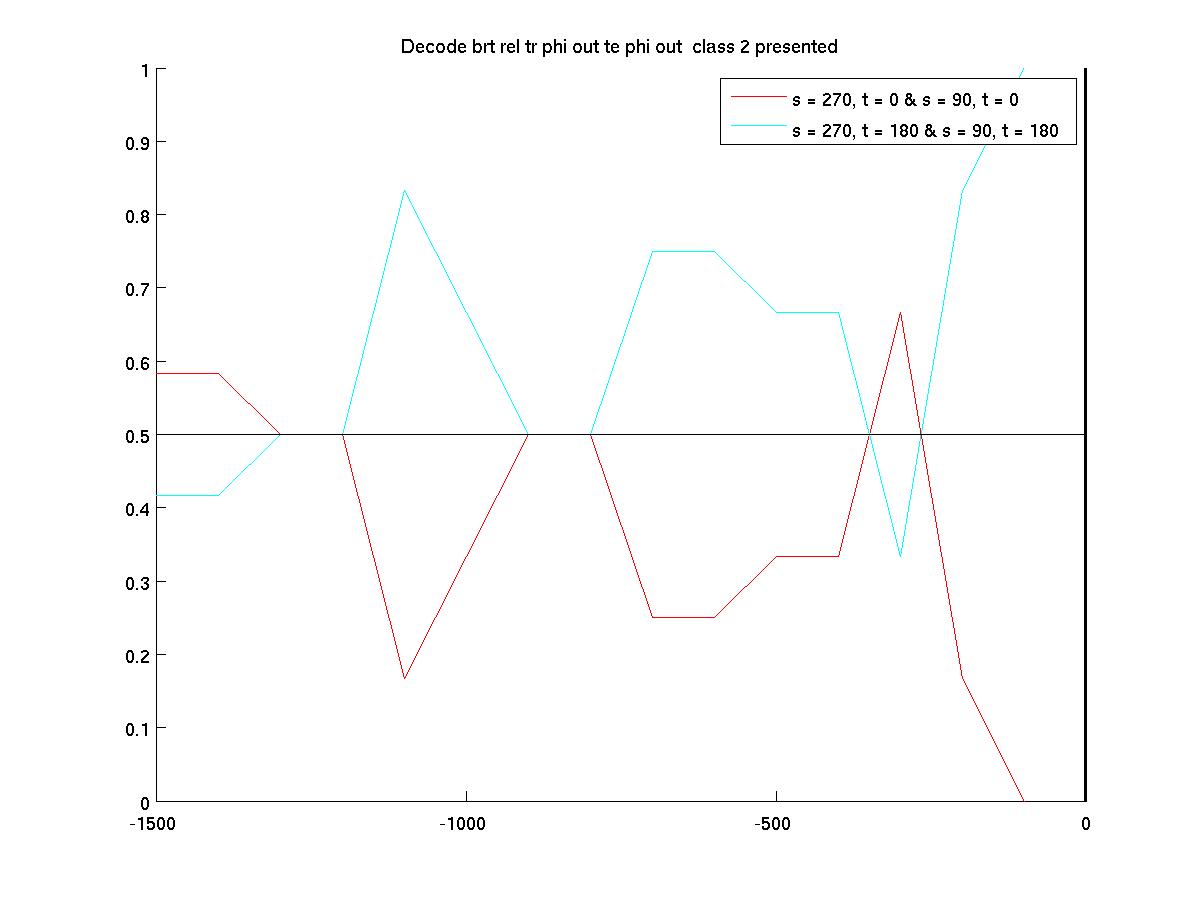 Decode brt rel tr phi out te phi out class 2 presented
s = 270, t = 0 & s = 90, t = 0
s = 270, t = 180 & s = 90, t = 180
1
0.9
0.8
0.7
0.6
0.5
0.4
0.3
0.2
0.1
0
-1500 -1000 -500 0